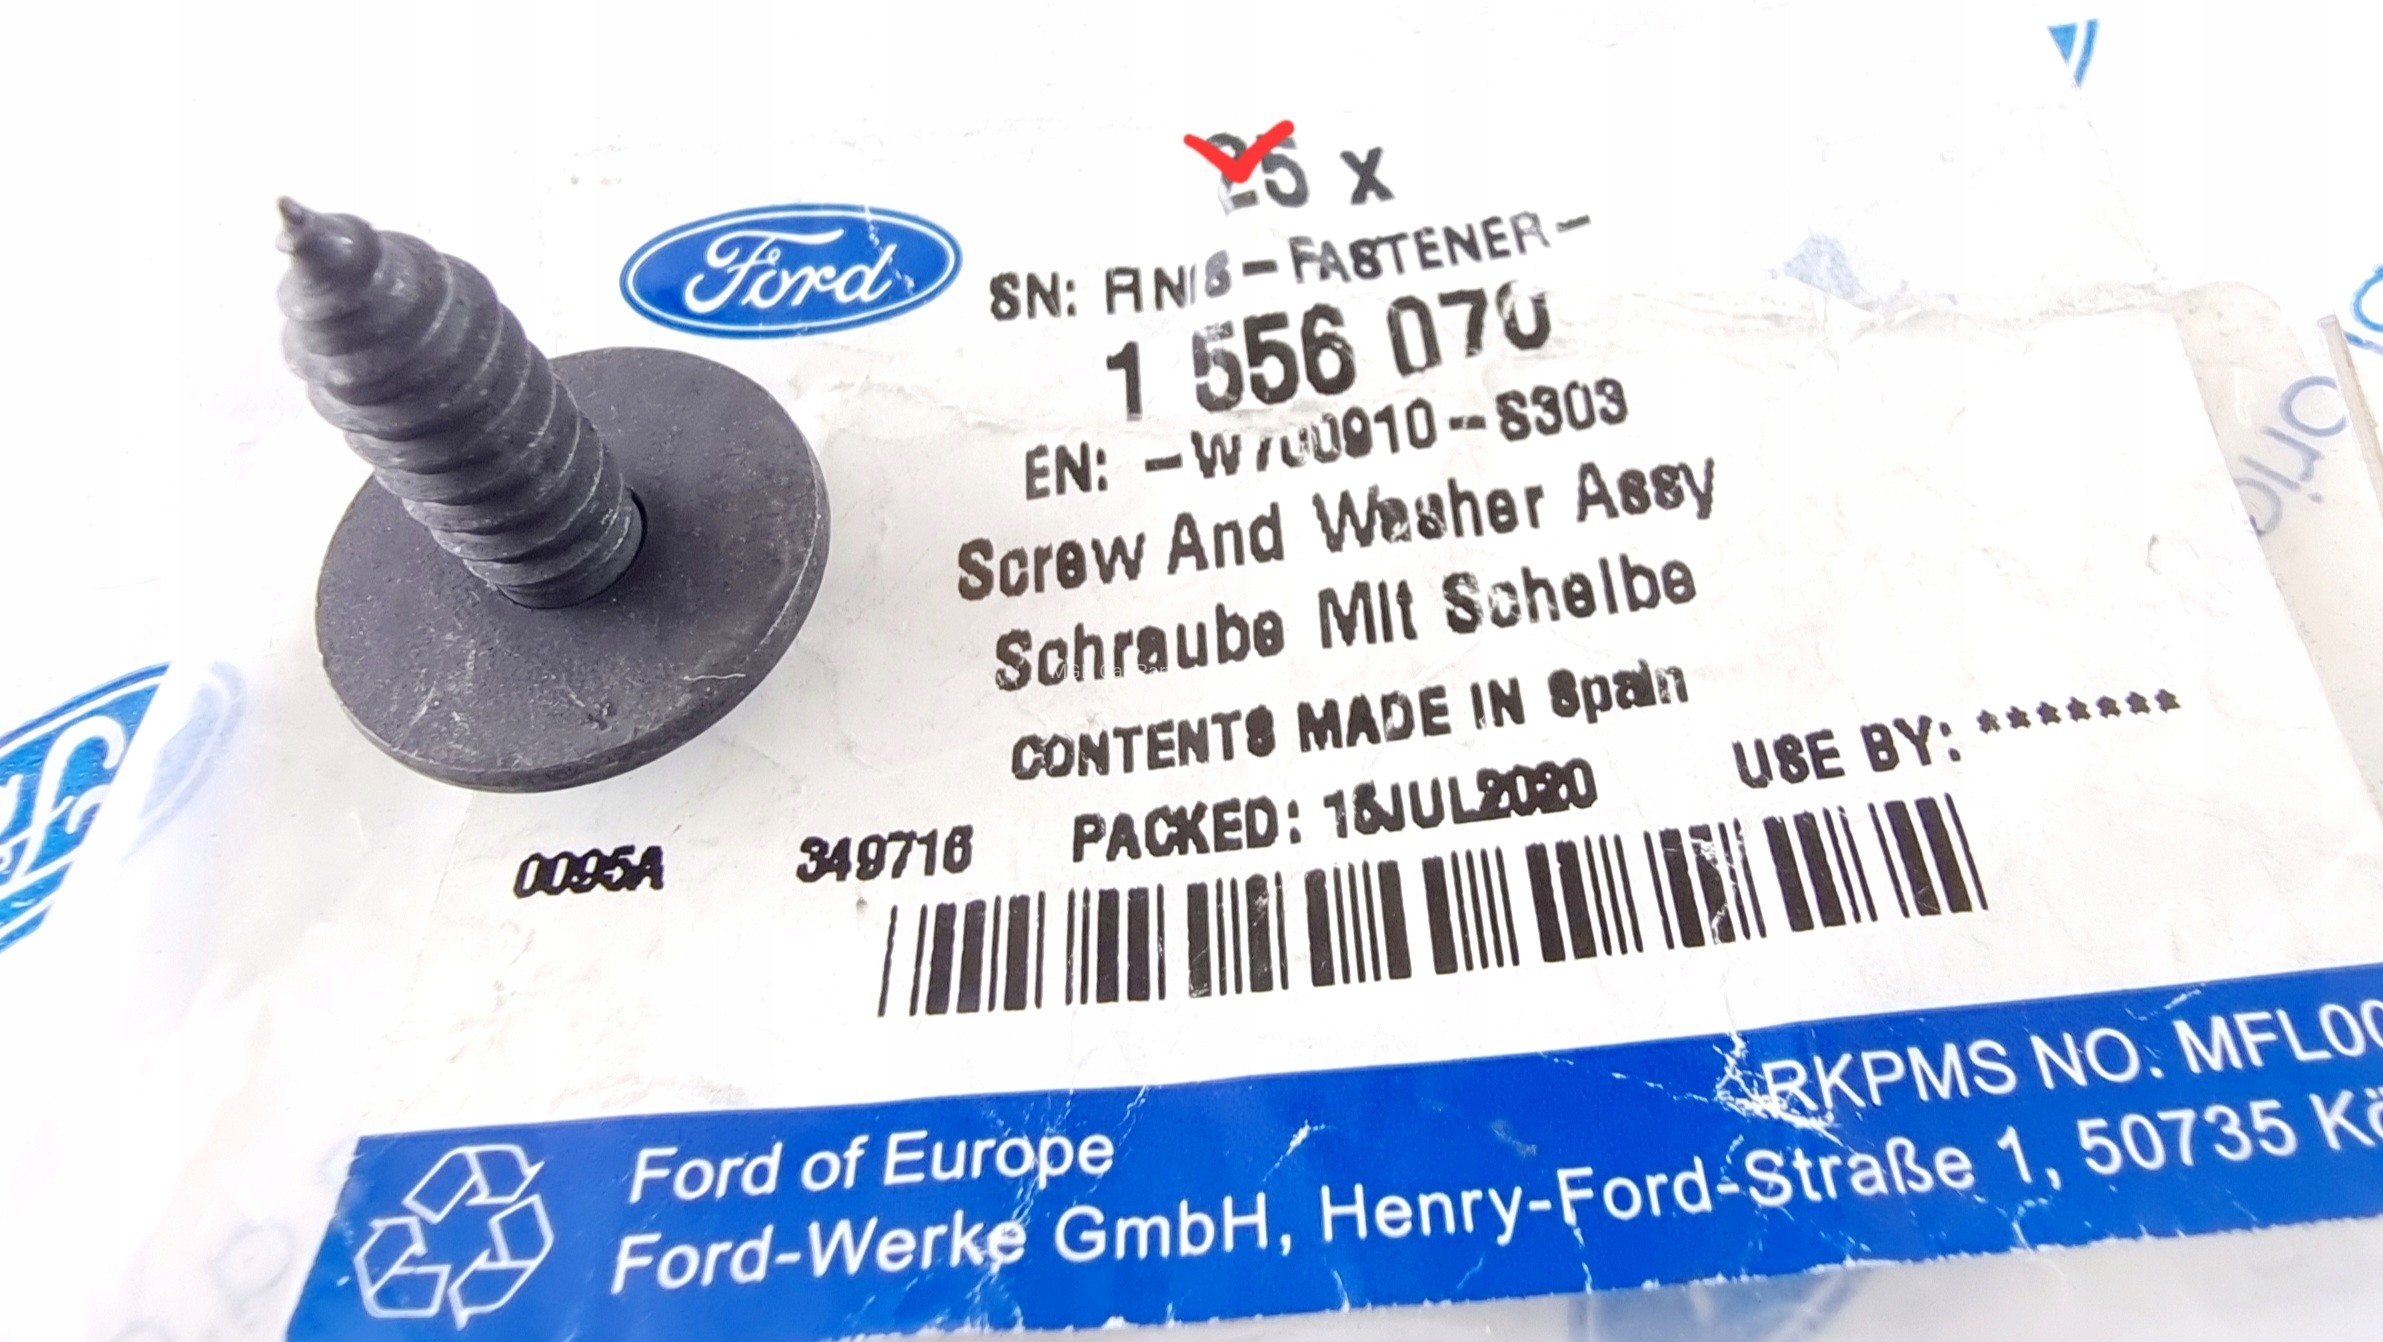 25 x
Ford
SN: FINIS-FASTENER-
1 556 070
EN: -W700910-S303
Screw And Washer Assy
Schraube Mit Scheibe
CONTENTS MADE IN Spain
PACKED: 15JUL2020 USE BY: *******
0095A 349716
RKPMS NO. MFL00
Ford of Europe
Ford-Werke GmbH, Henry-Ford-Straße 1, 50735 Kö